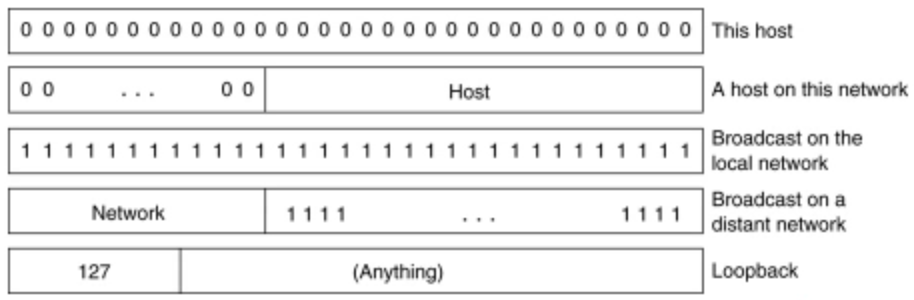 0 0 0 0 0 0 0 0 0 0 0 0 0 0 0 0 0 0 0 0 0 0 0 0 0 0 0 0 0 0 0 0 This host
0 0 . . . 0 0 Host A host on this network
1 1 1 1 1 1 1 1 1 1 1 1 1 1 1 1 1 1 1 1 1 1 1 1 1 1 1 1 1 1 1 1 Broadcast on the
local network
Network 1 1 1 1 . . . 1 1 1 1 Broadcast on a
distant network
127 (Anything) Loopback